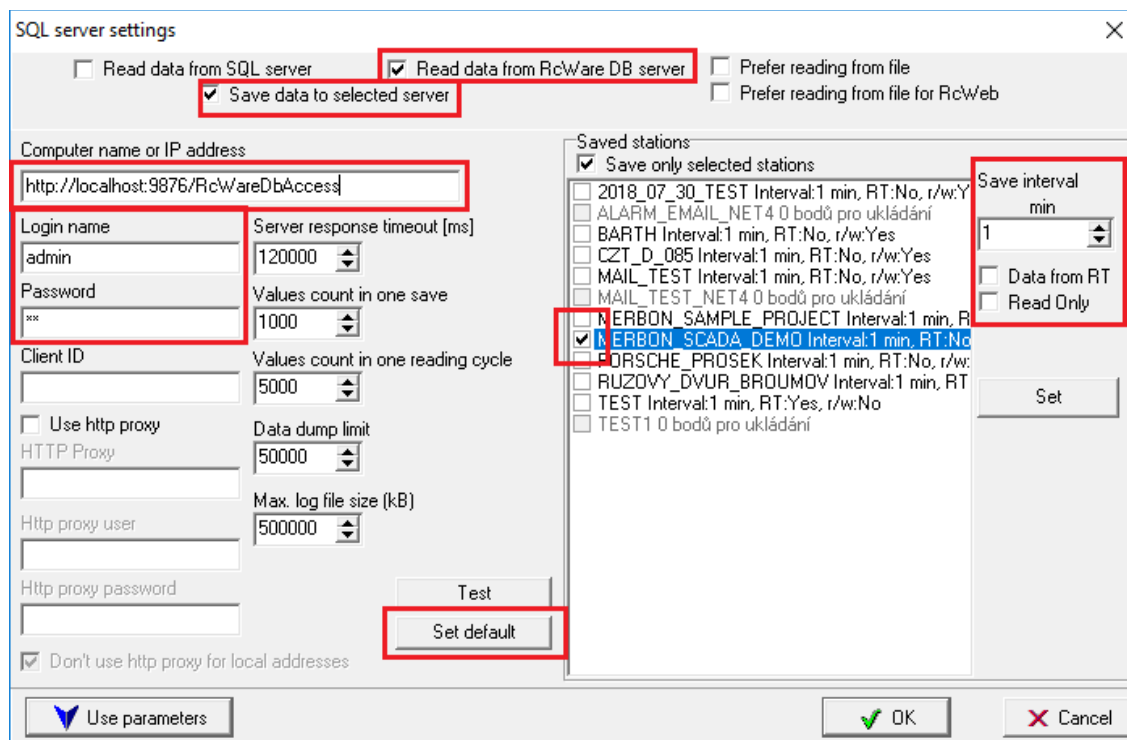 SQL server settings
Read data from SQL server
Read data from RcWare DB server
Prefer reading from file
Save data to selected server
Prefer reading from file for RcWeb
Computer name or IP address
http://localhost:9876/RcWareDbAccess
Login name
admin
Password
**
Client ID
Use http proxy
HTTP Proxy
Http proxy user
Http proxy password
Don't use http proxy for local addresses
Server response timeout [ms]
120000
Values count in one save
1000
Values count in one reading cycle
5000
Data dump limit
50000
Max. log file size (kB)
500000
Test
Set default
Saved stations
Save only selected stations
2018_07_30_TEST Interval:1 min, RT:No, r/w:Y
ALARM_EMAIL_NET4 0 bodů pro ukládání
BARTH Interval:1 min, RT:No, r/w:Yes
CZT_D_085 Interval:1 min, RT:No, r/w:Yes
MAIL_TEST Interval:1 min, RT:No, r/w:Yes
MAIL_TEST_NET4 0 bodů pro ukládání
MERBON_SAMPLE_PROJECT Interval:1 min, R
MERBON_SCADA_DEMO Interval:1 min, RT:No
PORSCHE_PROSEK Interval:1 min, RT:No, r/w:
RUZOVY_DVUR_BROUMOV Interval:1 min, RT
TEST Interval:1 min, RT:Yes, r/w:No
TEST1 0 bodů pro ukládání
Save interval
min
1
Data from RT
Read Only
Set
Use parameters
OK
Cancel